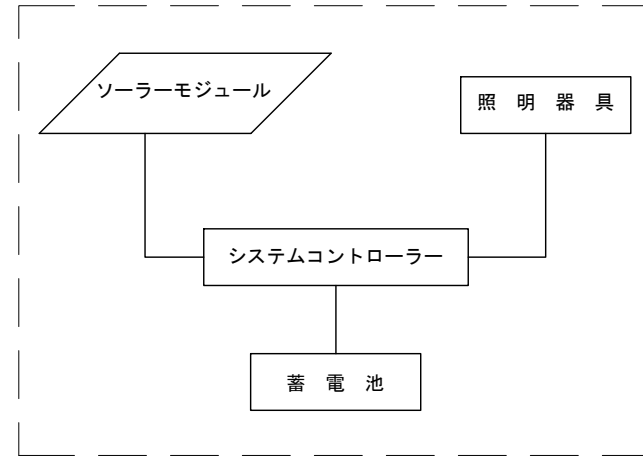 ソーラーモジュール
照　明　器　具
システムコントローラー
蓄　電　池